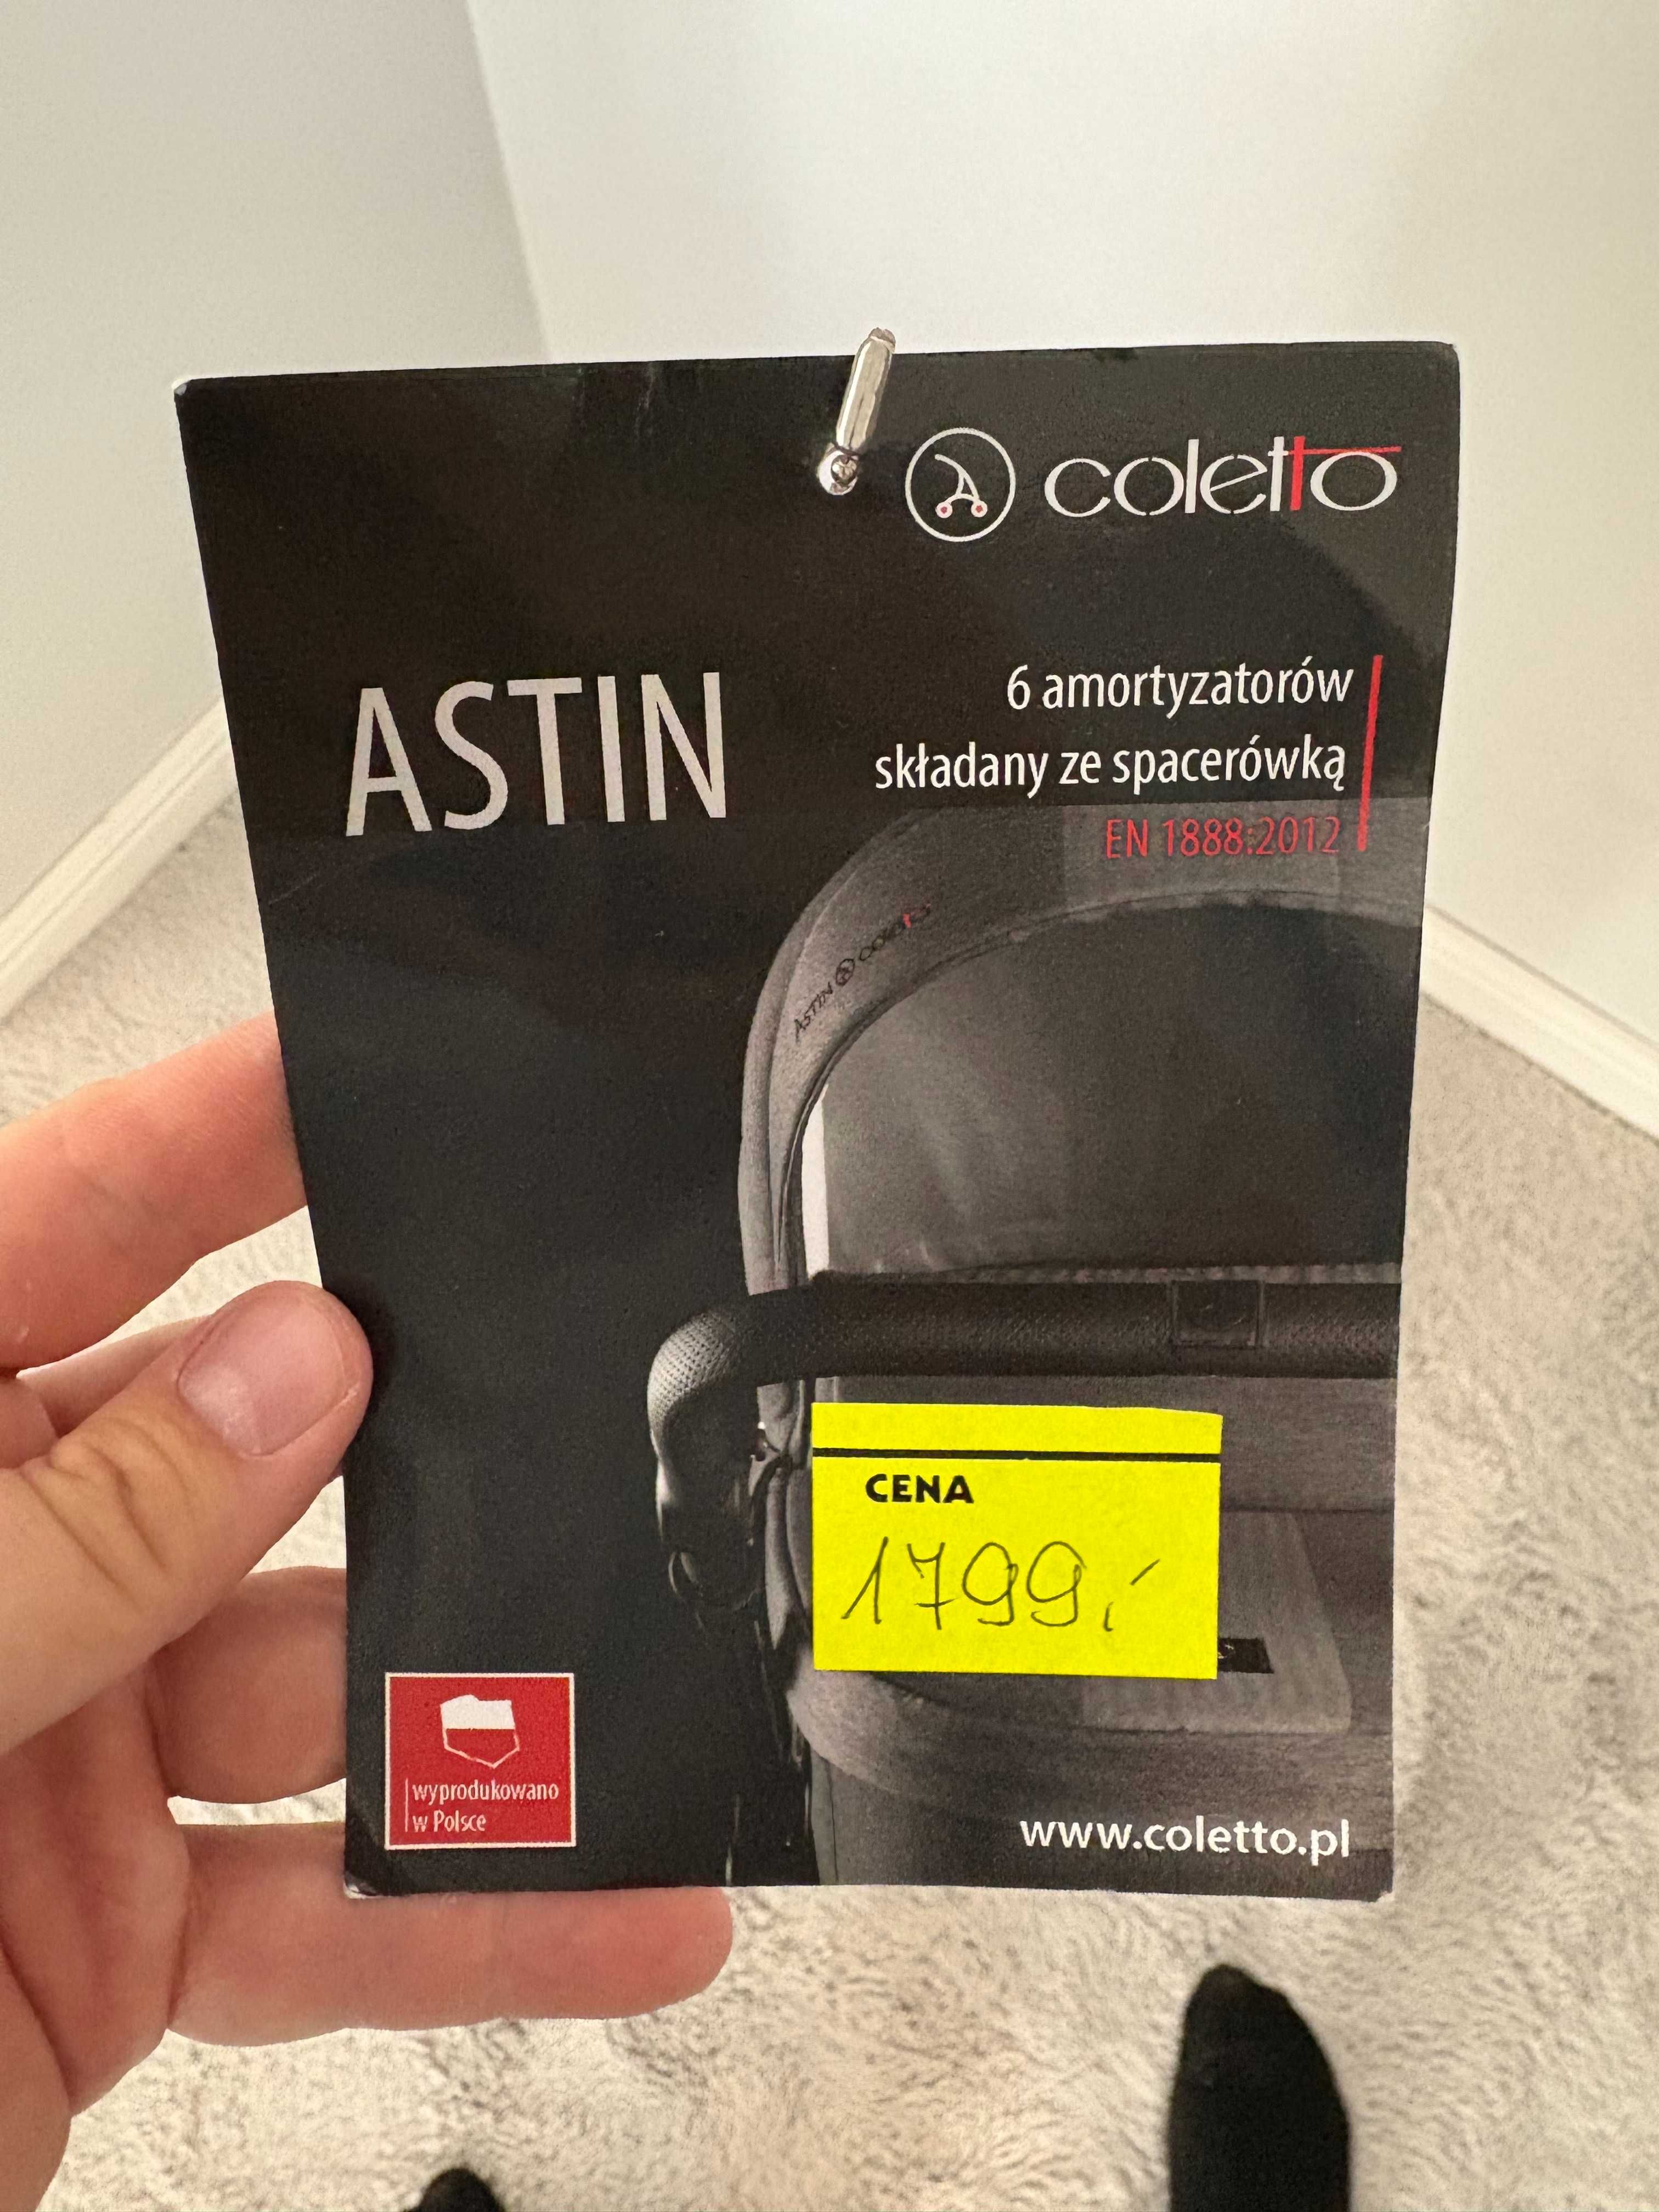 coletto
ASTIN
6 amortyzatorów
składany ze spacerówką
EN 1888:2012
ASTIN coletto
CENA
1799,-
wyprodukowano
w Polsce
www.coletto.pl